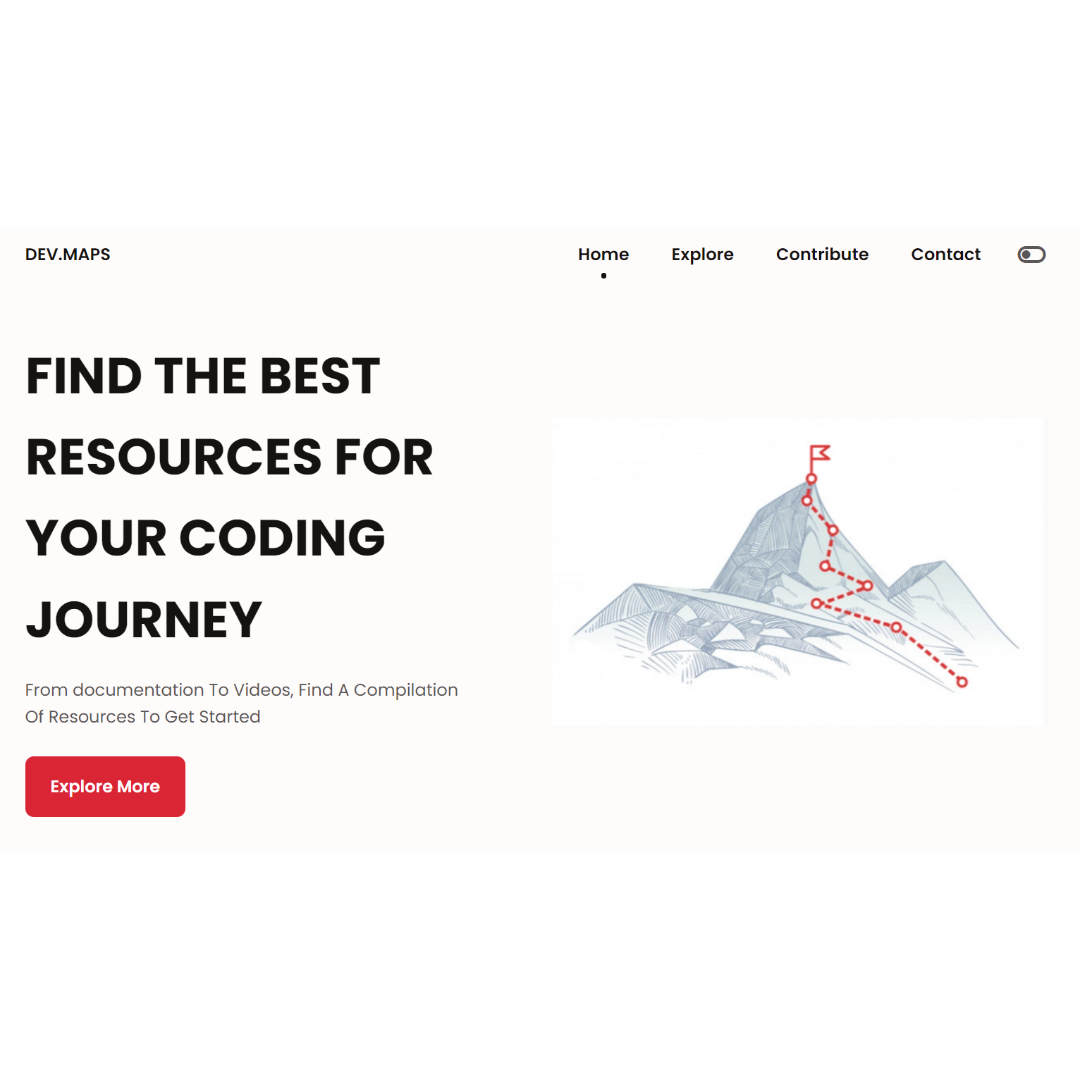 DEV.MAPS
Home Explore Contribute Contact
FIND THE BEST
RESOURCES FOR
YOUR CODING
JOURNEY
From documentation To Videos, Find A Compilation
Of Resources To Get Started
Explore More